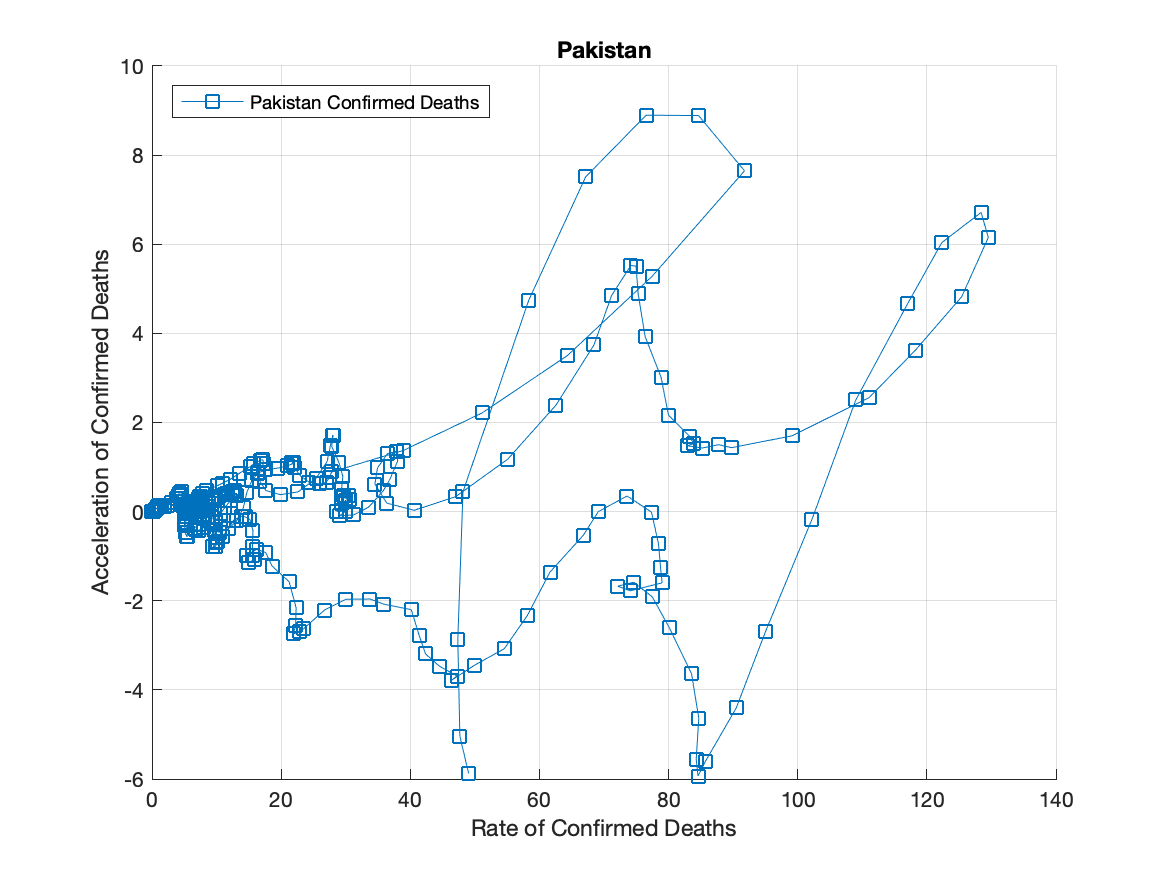 Pakistan
10
8
6
4
2
0
-2
-4
-6
Pakistan Confirmed Deaths
Acceleration of Confirmed Deaths
0 20 40 60 80 100 120 140
Rate of Confirmed Deaths